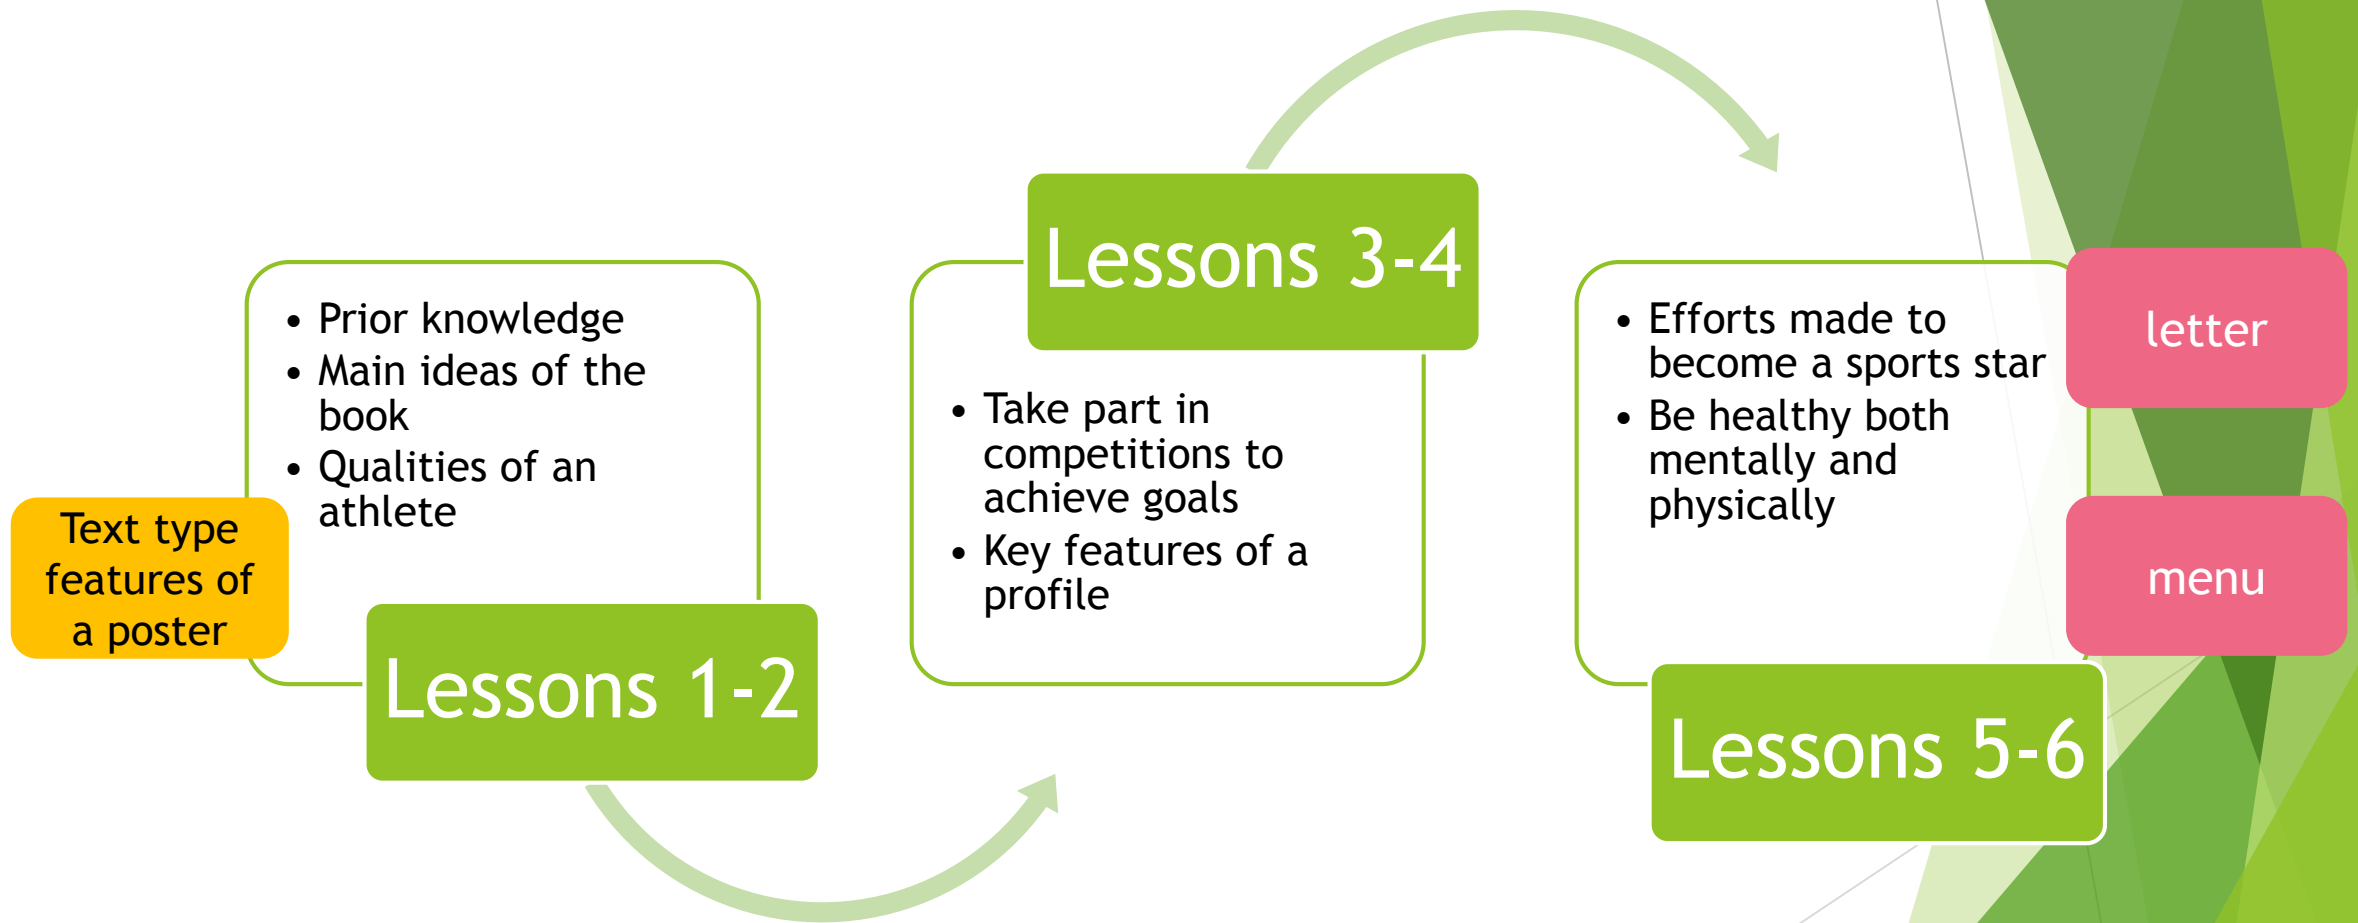 • Prior knowledge
• Main ideas of the
book
• Qualities of an
athlete
Text type
features of
a poster
Lessons 1-2
Lessons 3-4
• Take part in
competitions to
achieve goals
• Key features of a
profile
• Efforts made to
become a sports star
• Be healthy both
mentally and
physically
letter
menu
Lessons 5-6